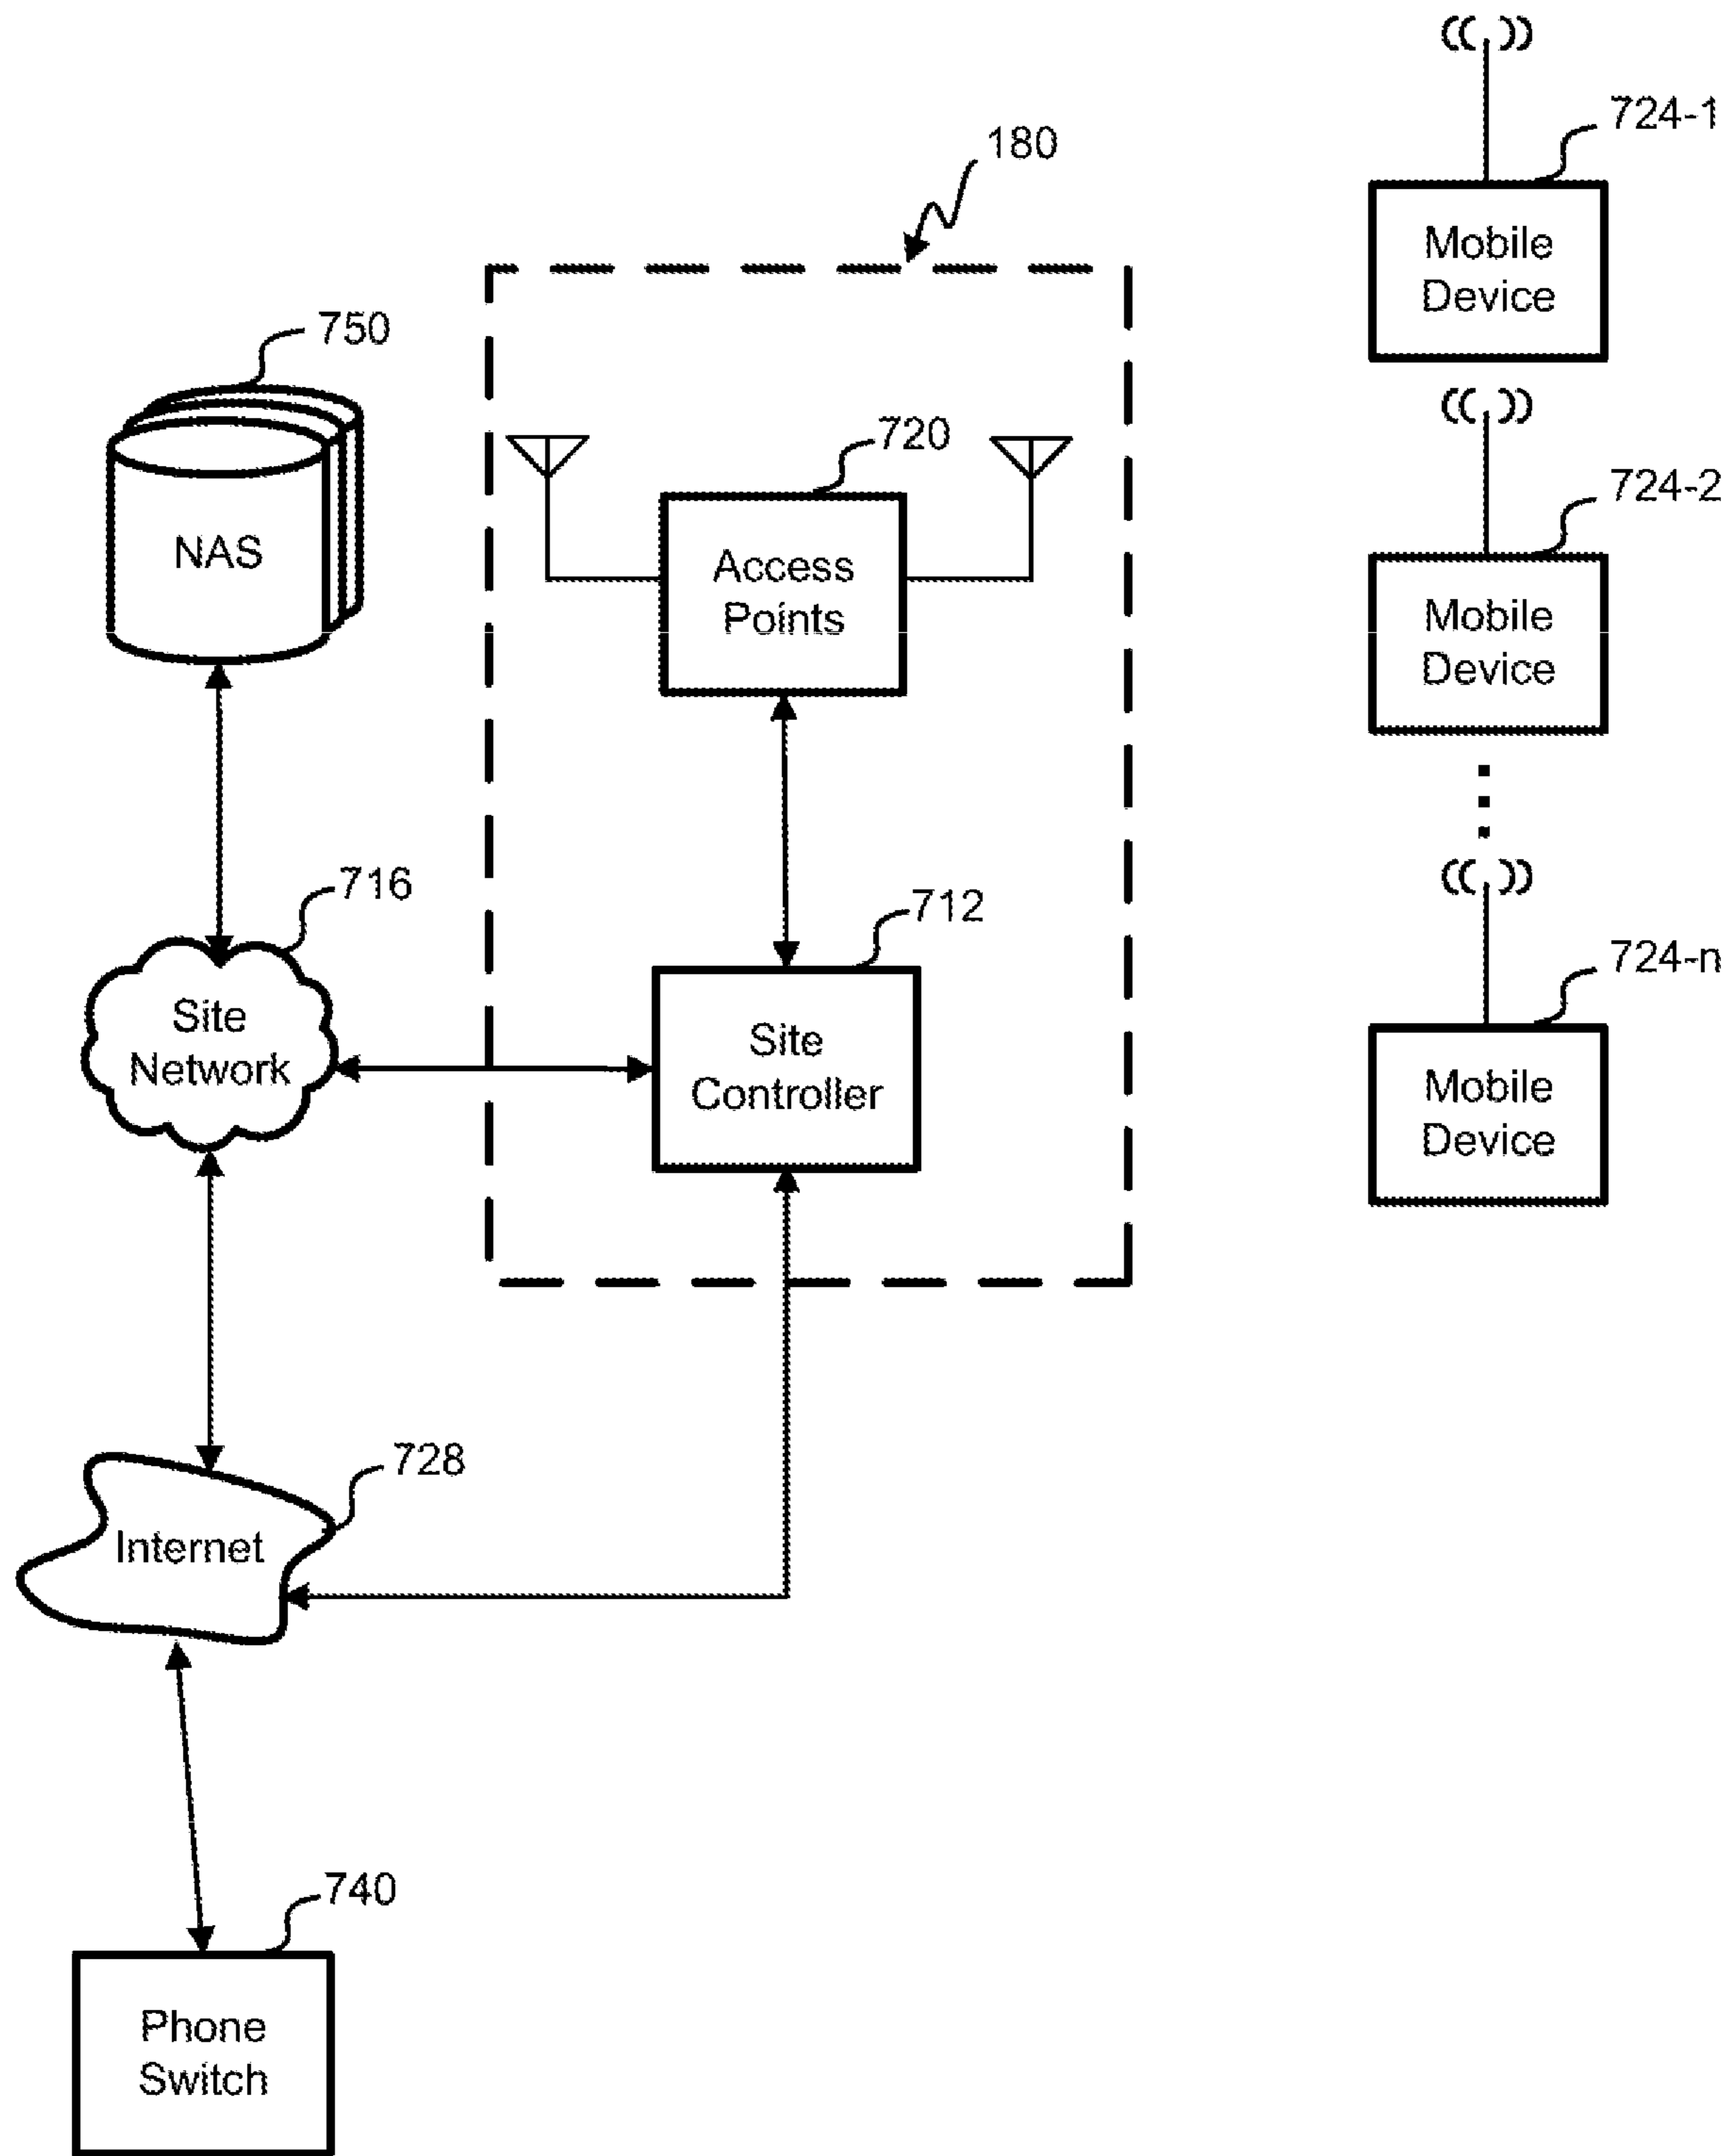 724-1
180
Mobile
Device
750
720
724-2
NAS
Access
Points
Mobile
Device
716
712
724-n
Site
Network
Site
Controller
Mobile
Device
728
Internet
740
Phone
Switch